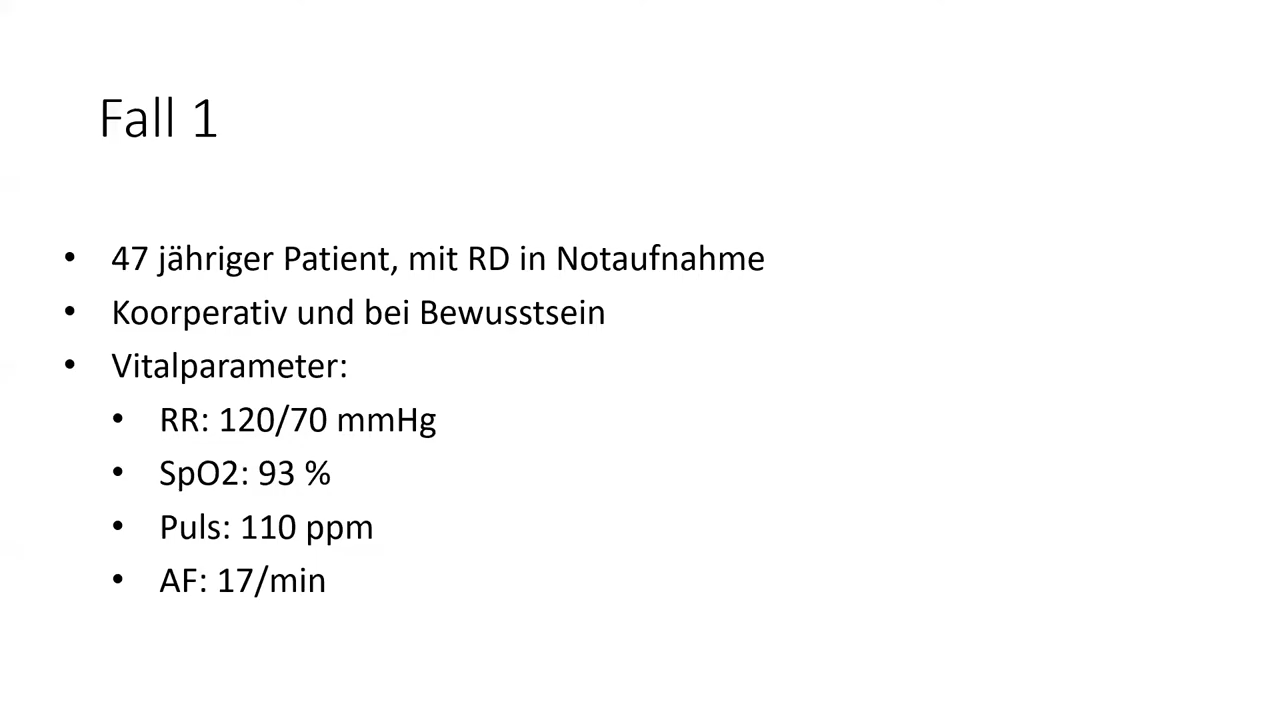 Fall 1
• 47 jähriger Patient, mit RD in Notaufnahme
• Koorperativ und bei Bewusstsein
• Vitalparameter:
• RR: 120/70 mmHg
• SpO2: 93 %
• Puls: 110 ppm
• AF: 17/min